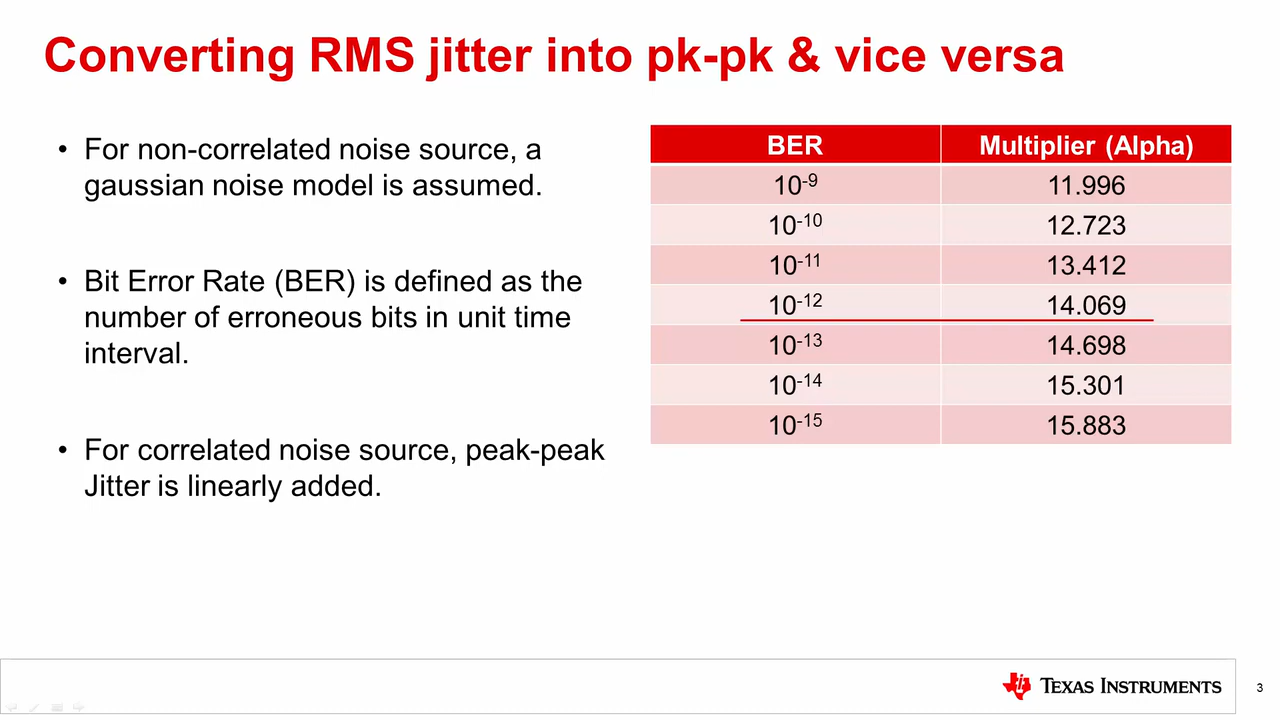 Converting RMS jitter into pk-pk & vice versa
• For non-correlated noise source, a
gaussian noise model is assumed.
• Bit Error Rate (BER) is defined as the
number of erroneous bits in unit time
interval.
• For correlated noise source, peak-peak
Jitter is linearly added.
BER Multiplier (Alpha)
10⁻⁹ 11.996
10⁻¹⁰ 12.723
10⁻¹¹ 13.412
10⁻¹² 14.069
10⁻¹³ 14.698
10⁻¹⁴ 15.301
10⁻¹⁵ 15.883
TEXAS INSTRUMENTS
3